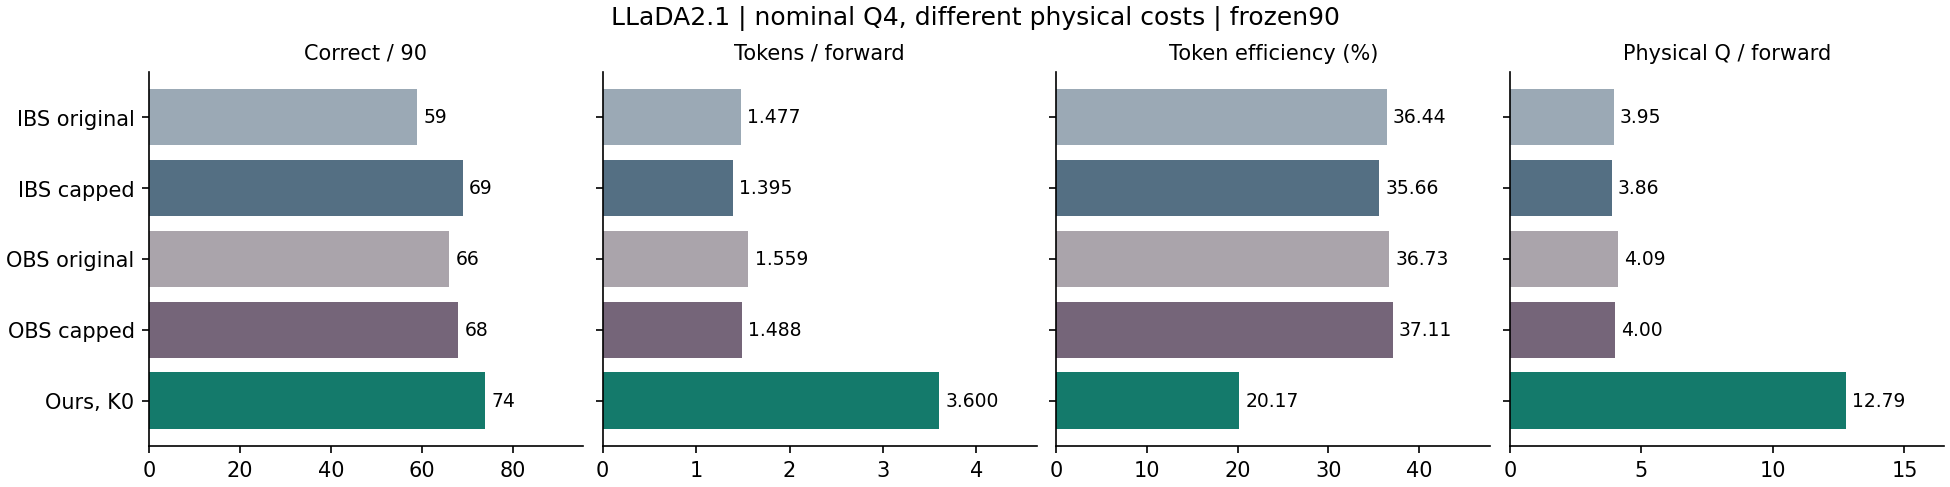 LLaDA2.1 | nominal Q4, different physical costs | frozen90
Correct / 90
IBS original
IBS capped
OBS original
OBS capped
Ours, K0
59
69
66
68
74
0 20 40 60 80
Tokens / forward
1.477
1.395
1.559
1.488
3.600
0 1 2 3 4
Token efficiency (%)
36.44
35.66
36.73
37.11
20.17
0 10 20 30 40
Physical Q / forward
3.95
3.86
4.09
4.00
12.79
0 5 10 15